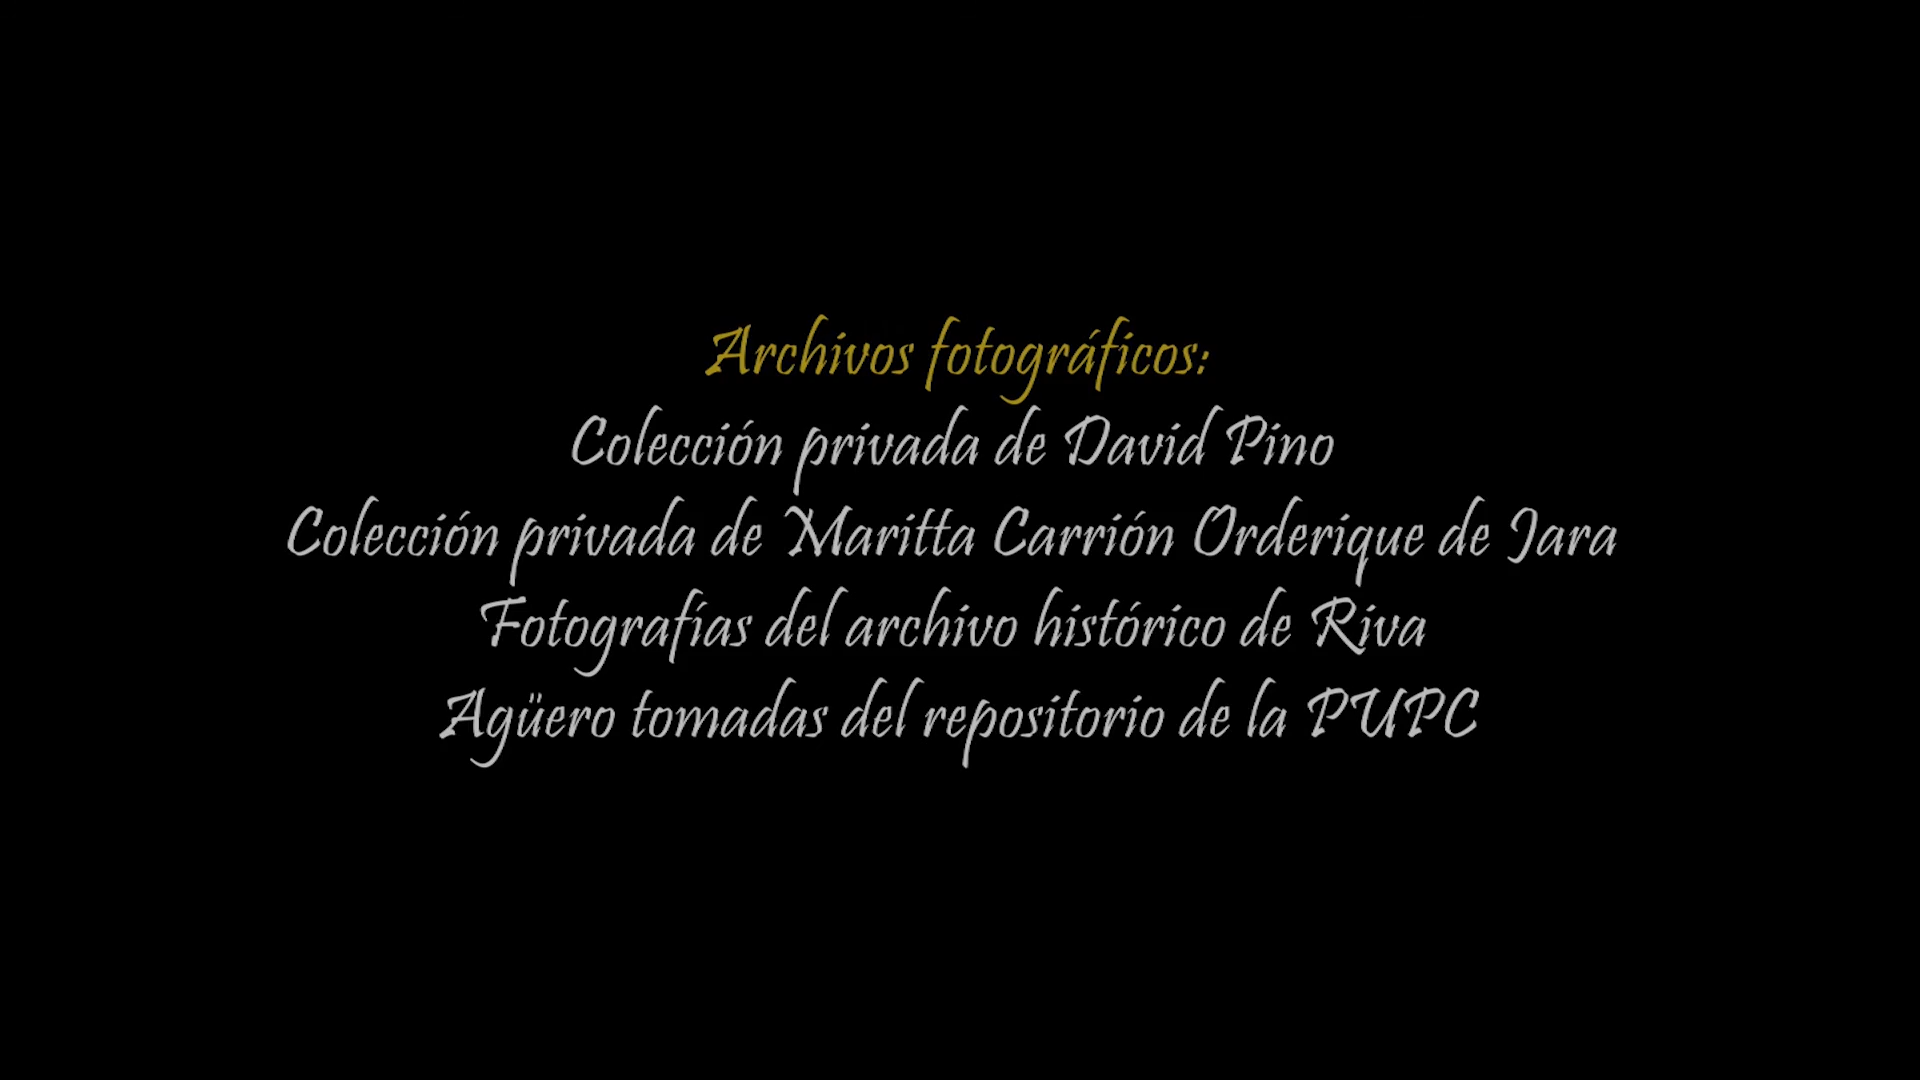 Archivos fotográficos:
Colección privada de David Pino
Colección privada de Maritta Carrión Orderique de Jara
Fotografías del archivo histórico de Riva
Agüero tomadas del repositorio de la PUPC